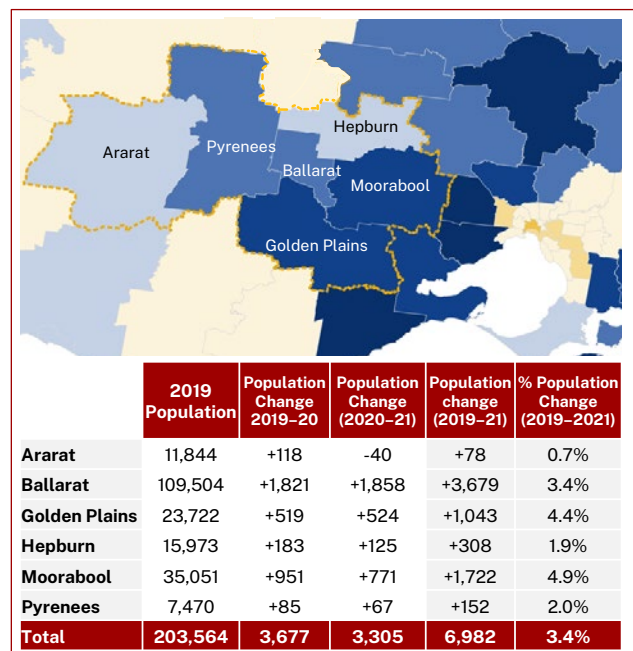 Hepburn
Ararat
Pyrenees
Ballarat
Moorabool
Golden Plains
2019 Population
Population Change 2019–20
Population Change (2020–21)
Population change (2019–21)
% Population Change (2019–2021)
Ararat 11,844 +118 -40 +78 0.7%
Ballarat 109,504 +1,821 +1,858 +3,679 3.4%
Golden Plains 23,722 +519 +524 +1,043 4.4%
Hepburn 15,973 +183 +125 +308 1.9%
Moorabool 35,051 +951 +771 +1,722 4.9%
Pyrenees 7,470 +85 +67 +152 2.0%
Total 203,564 3,677 3,305 6,982 3.4%